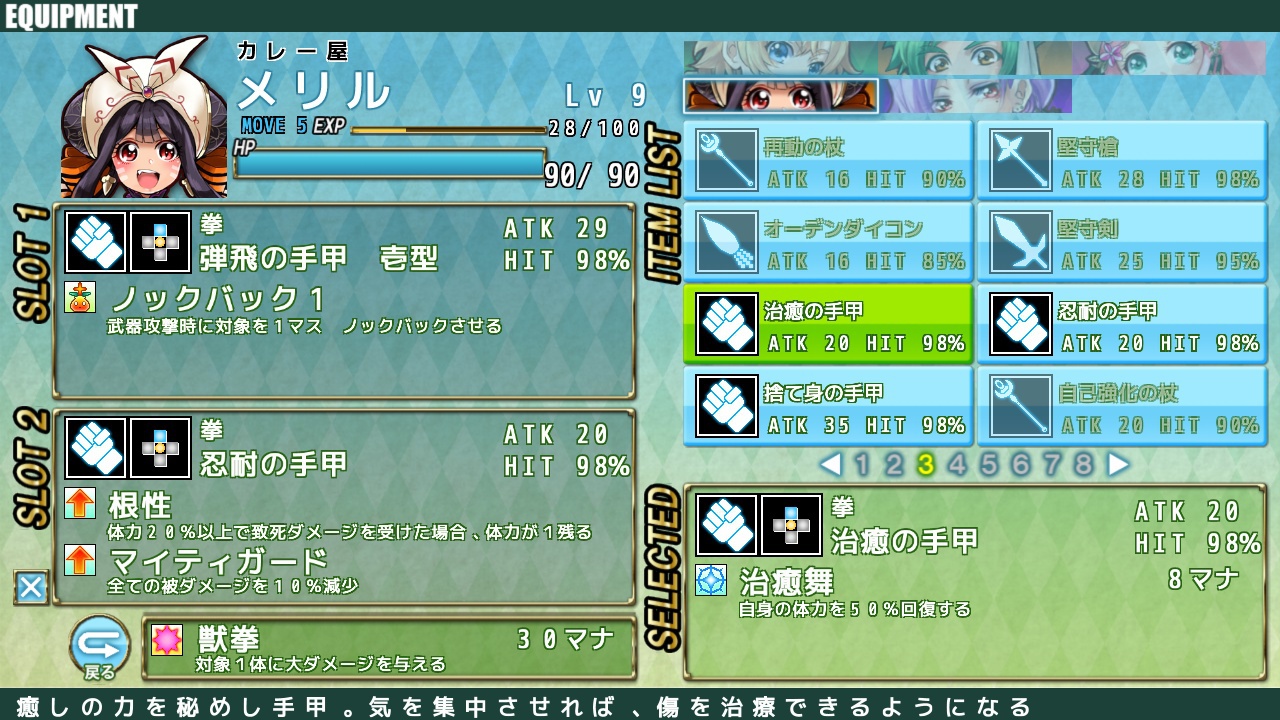 EQUIPMENT
カレー屋
メリル
Lv 9
MOVE 5 EXP 28/100
HP
90/ 90
SLOT 1
拳
弾飛の手甲　壱型
ATK 29
HIT 98%
ノックバック１
武器攻撃時に対象を１マス　ノックバックさせる
SLOT 2
拳
忍耐の手甲
ATK 20
HIT 98%
根性
体力２０％以上で致死ダメージを受けた場合、体力が１残る
マイティガード
全ての被ダメージを１０％減少
戻る
獣拳
３０マナ
対象１体に大ダメージを与える
ITEM LIST
再動の杖
ATK 16 HIT 90%
堅守槍
ATK 28 HIT 98%
オーデンダイコン
ATK 16 HIT 85%
堅守剣
ATK 25 HIT 95%
治癒の手甲
ATK 20 HIT 98%
忍耐の手甲
ATK 20 HIT 98%
捨て身の手甲
ATK 35 HIT 98%
自己強化の杖
ATK 20 HIT 90%
1 2 3 4 5 6 7 8
SELECTED
拳
治癒の手甲
ATK 20
HIT 98%
治癒舞
８マナ
自身の体力を５０％回復する
癒しの力を秘めし手甲。気を集中させれば、傷を治療できるようになる